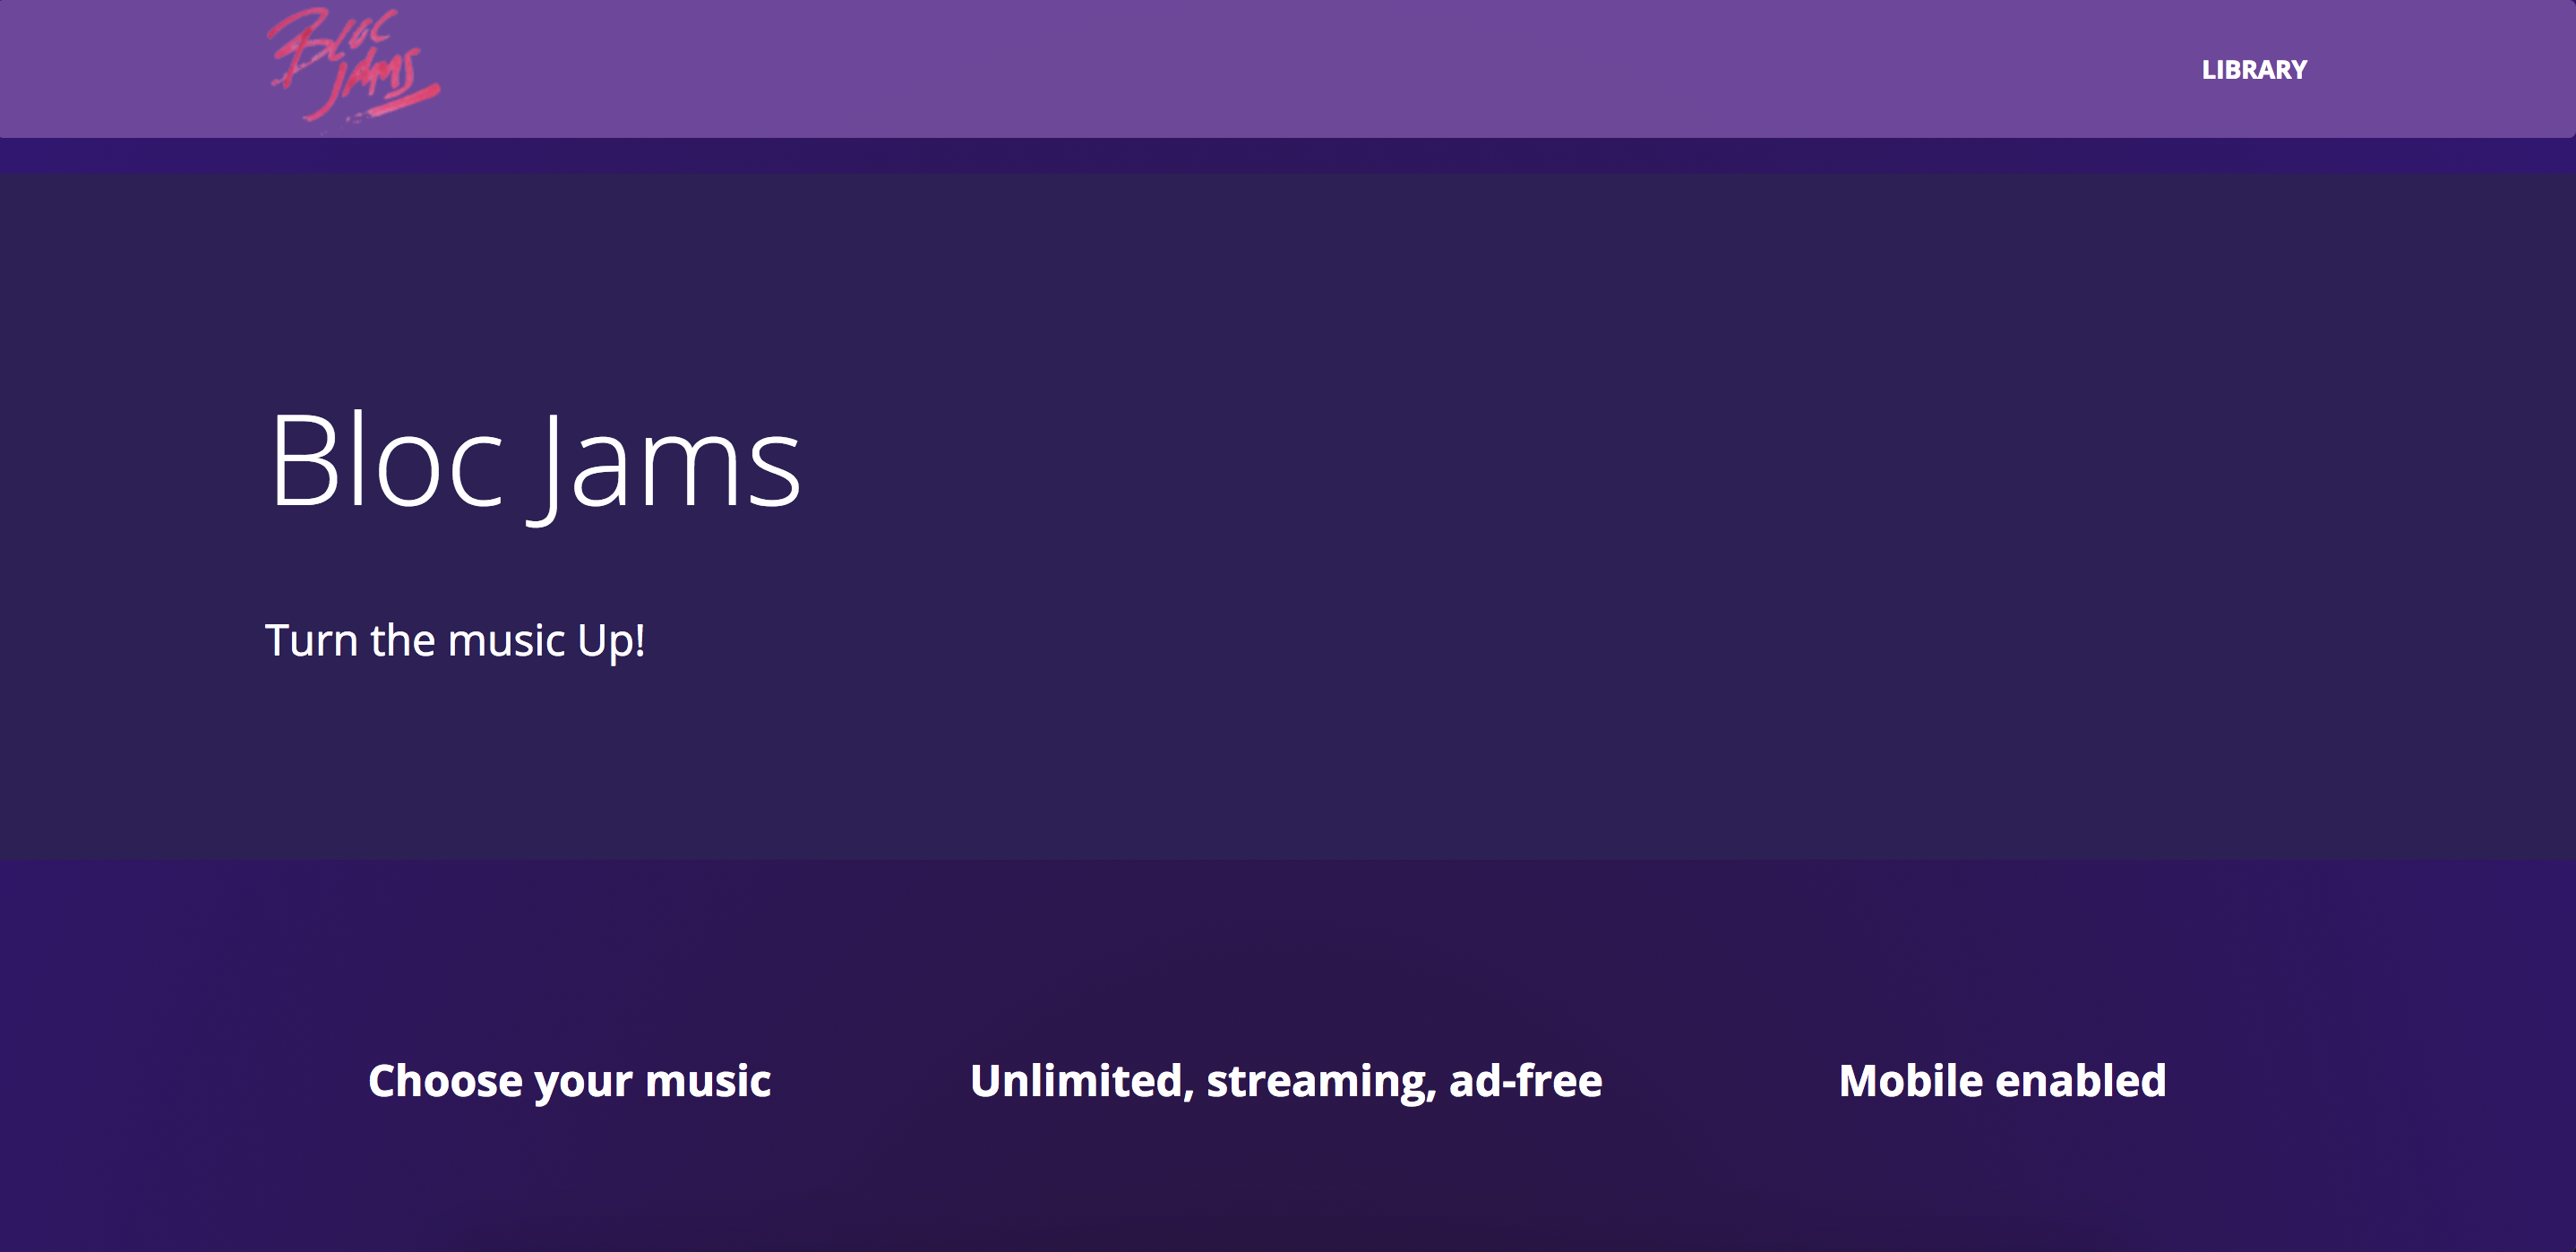 BLOC
JAMS
LIBRARY
Bloc Jams
Turn the music Up!
Choose your music
Unlimited, streaming, ad-free
Mobile enabled